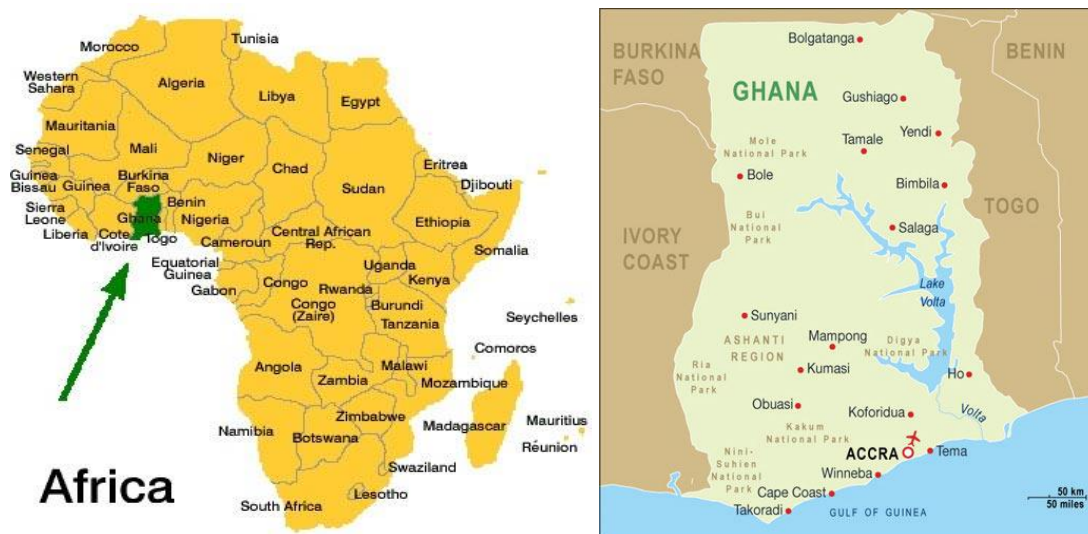 Tunisia
Morocco
Western
Sahara
Algeria
Libya
Egypt
Mauritania
Mali
Niger
Chad
Sudan
Eritrea
Djibouti
Senegal
Guinea
Bissau
Guinea
Burkina
Faso
Benin
Nigeria
Ghana
Sierra
Leone
Liberia
Cote
d'Ivoire
Togo
Cameroun
Central African
Rep.
Ethiopia
Somalia
Equatorial
Guinea
Gabon
Congo
Congo
(Zaire)
Uganda
Kenya
Rwanda
Burundi
Tanzania
Seychelles
Comoros
Angola
Zambia
Malawi
Mozambique
Zimbabwe
Madagascar
Mauritius
Réunion
Namibia
Botswana
Swaziland
Lesotho
South Africa
Africa
BURKINA
FASO
BENIN
Bolgatanga
GHANA
Gushiago
Yendi
Tamale
Mole
National Park
Bole
Bimbila
TOGO
Bui
National
Park
Salaga
IVORY
COAST
Lake
Volta
Sunyani
Mampong
ASHANTI
REGION
Digya
National Park
Ria
National
Park
Kumasi
Ho
Obuasi
Koforidua
Volta
Kakum
National Park
ACCRA
Tema
Nini-
Suhien
National
Park
Winneba
Cape Coast
Takoradi
GULF OF GUINEA
50 km
50 miles